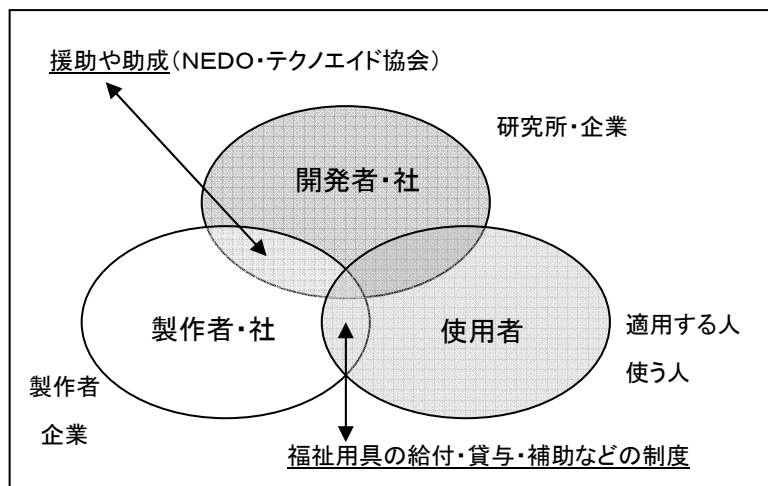 援助や助成(NEDO・テクノエイド協会)
研究所・企業
開発者・社
製作者・社
使用者
適用する人
使う人
製作者
企業
福祉用具の給付・貸与・補助などの制度